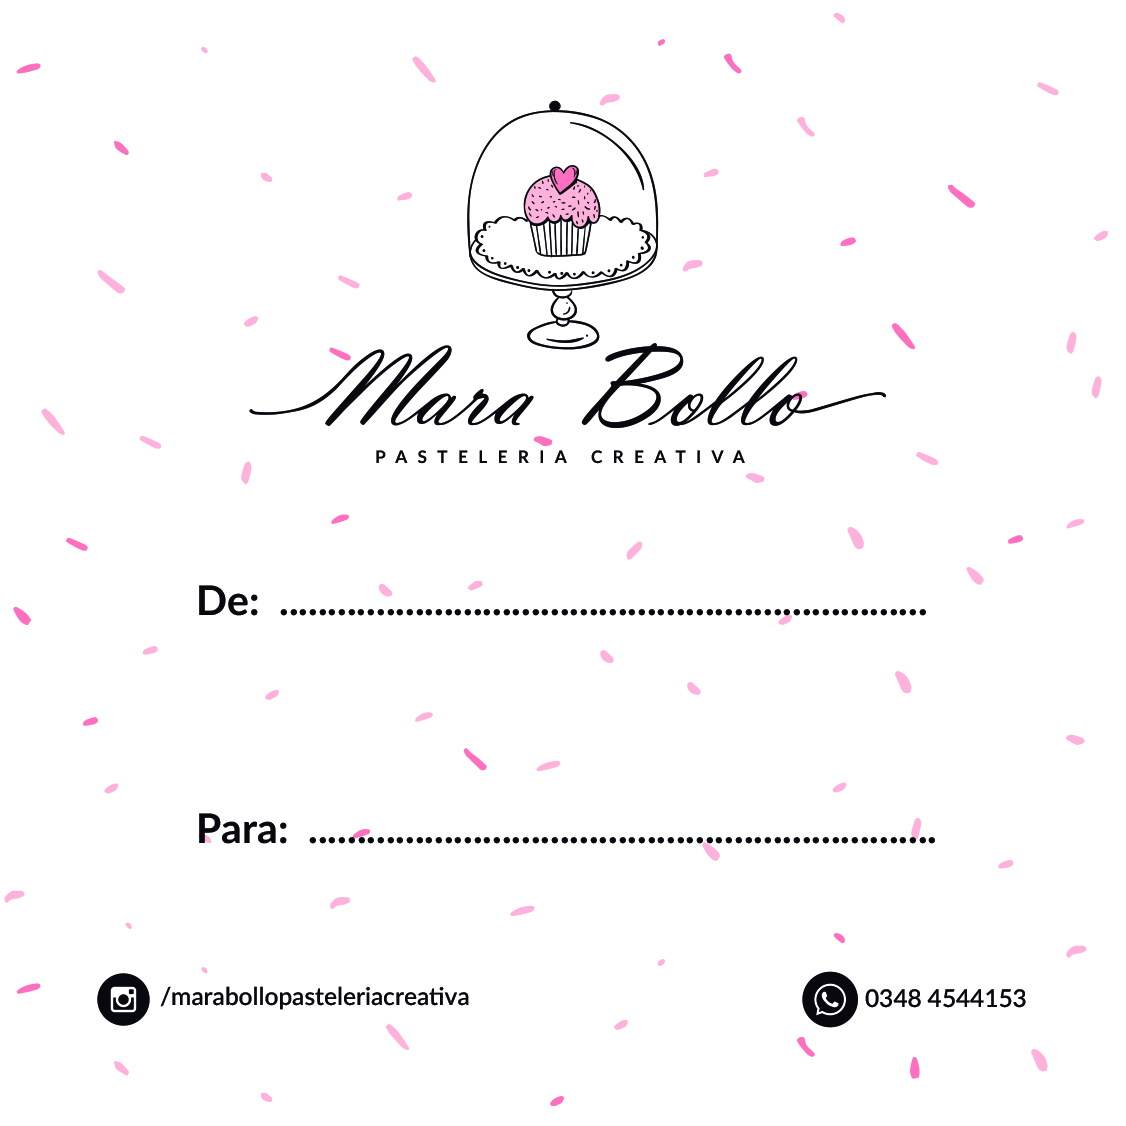 Mara Bollo
PASTELERIA CREATIVA
De: ........................................................................
Para: ......................................................................
/marabollopasteleriacreativa
0348 4544153